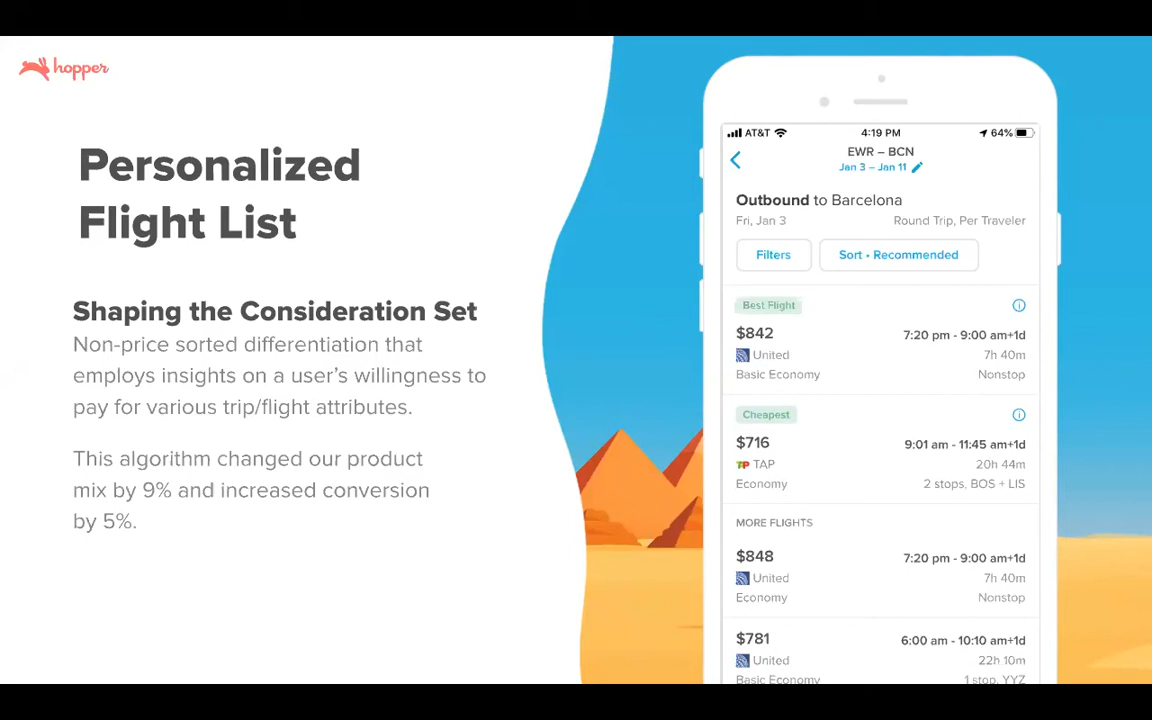 hopper
Personalized
Flight List
Shaping the Consideration Set
Non-price sorted differentiation that
employs insights on a user's willingness to
pay for various trip/flight attributes.
This algorithm changed our product
mix by 9% and increased conversion
by 5%.
AT&T 4:19 PM 64%
EWR – BCN
Jan 3 – Jan 11
Outbound to Barcelona
Fri, Jan 3 Round Trip, Per Traveler
Filters Sort • Recommended
Best Flight
$842 7:20 pm - 9:00 am+1d
United 7h 40m
Basic Economy Nonstop
Cheapest
$716 9:01 am - 11:45 am+1d
TP TAP 20h 44m
Economy 2 stops, BOS + LIS
MORE FLIGHTS
$848 7:20 pm - 9:00 am+1d
United 7h 40m
Economy Nonstop
$781 6:00 am - 10:10 am+1d
United 22h 10m
Basic Economy 1 stop, YYZ